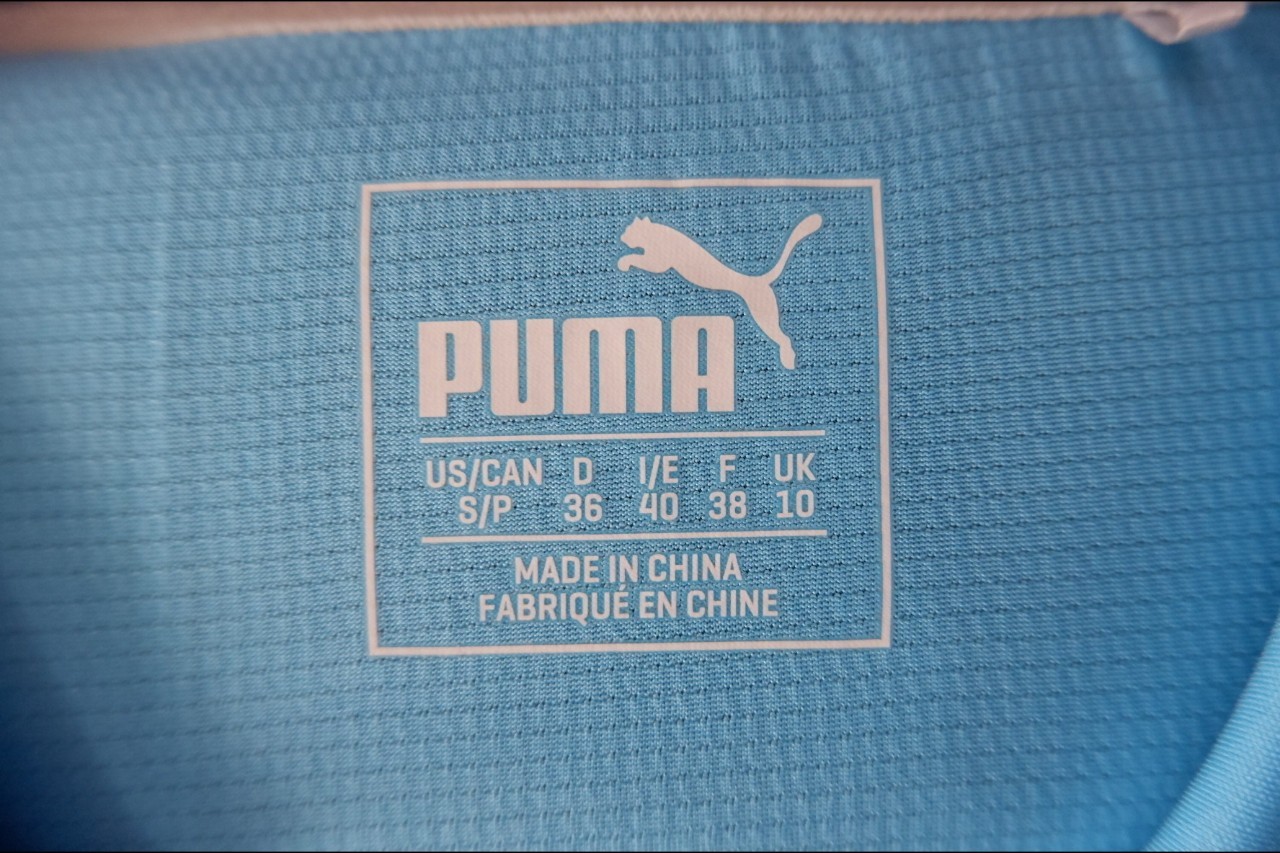 PUMA
US/CAN D I/E F UK
S/P 36 40 38 10
MADE IN CHINA
FABRIQUÉ EN CHINE